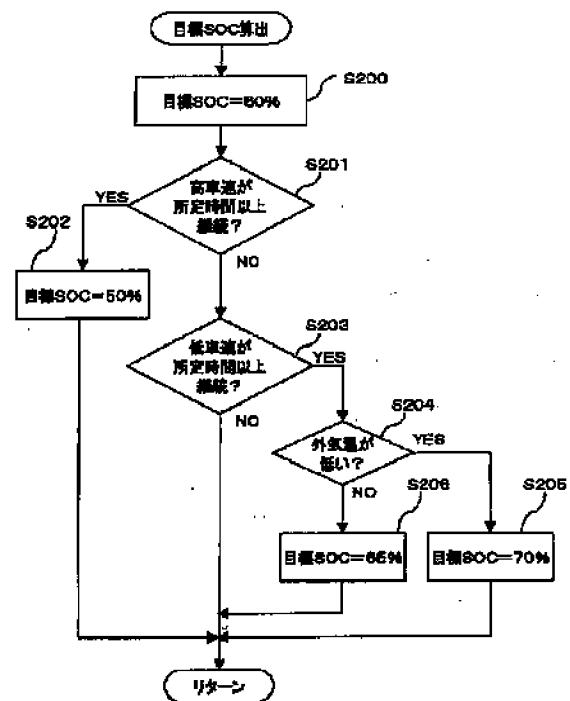 目標SOC算出
S200
目標SOC=60%
S201
高車速が
所定時間以上
継続?
YES
NO
S202
目標SOC=50%
S203
低車速が
所定時間以上
継続?
YES
NO
S204
外気温が
低い?
YES
NO
S206
目標SOC=65%
S205
目標SOC=70%
リターン